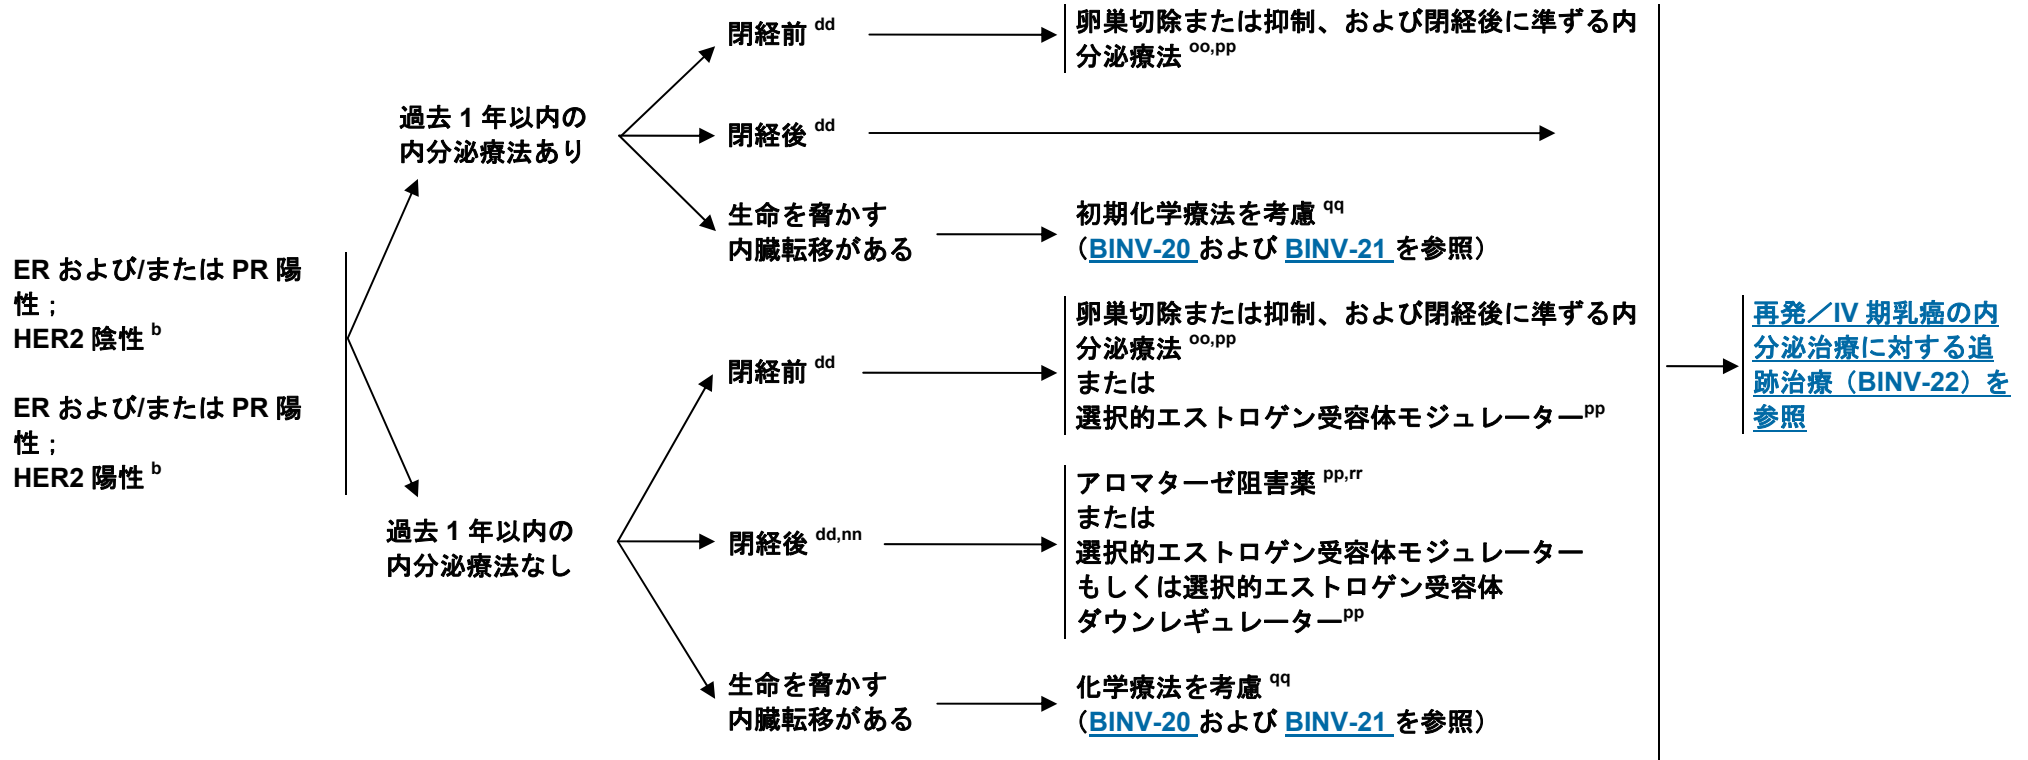 ER および/または PR 陽
性；
HER2 陰性 b
ER および/または PR 陽
性；
HER2 陽性 b
過去 1 年以内の
内分泌療法あり
閉経前 dd
卵巣切除または抑制、および閉経後に準ずる内
分泌療法 oo,pp
閉経後 dd
生命を脅かす
内臓転移がある
初期化学療法を考慮 qq
（BINV-20 および BINV-21 を参照）
過去 1 年以内の
内分泌療法なし
閉経前 dd
卵巣切除または抑制、および閉経後に準ずる内
分泌療法 oo,pp
または
選択的エストロゲン受容体モジュレーターpp
閉経後 dd,nn
アロマターゼ阻害薬 pp,rr
または
選択的エストロゲン受容体モジュレーター
もしくは選択的エストロゲン受容体
ダウンレギュレーターpp
生命を脅かす
内臓転移がある
化学療法を考慮 qq
（BINV-20 および BINV-21 を参照）
再発／IV 期乳癌の内
分泌治療に対する追
跡治療（BINV-22）を
参照